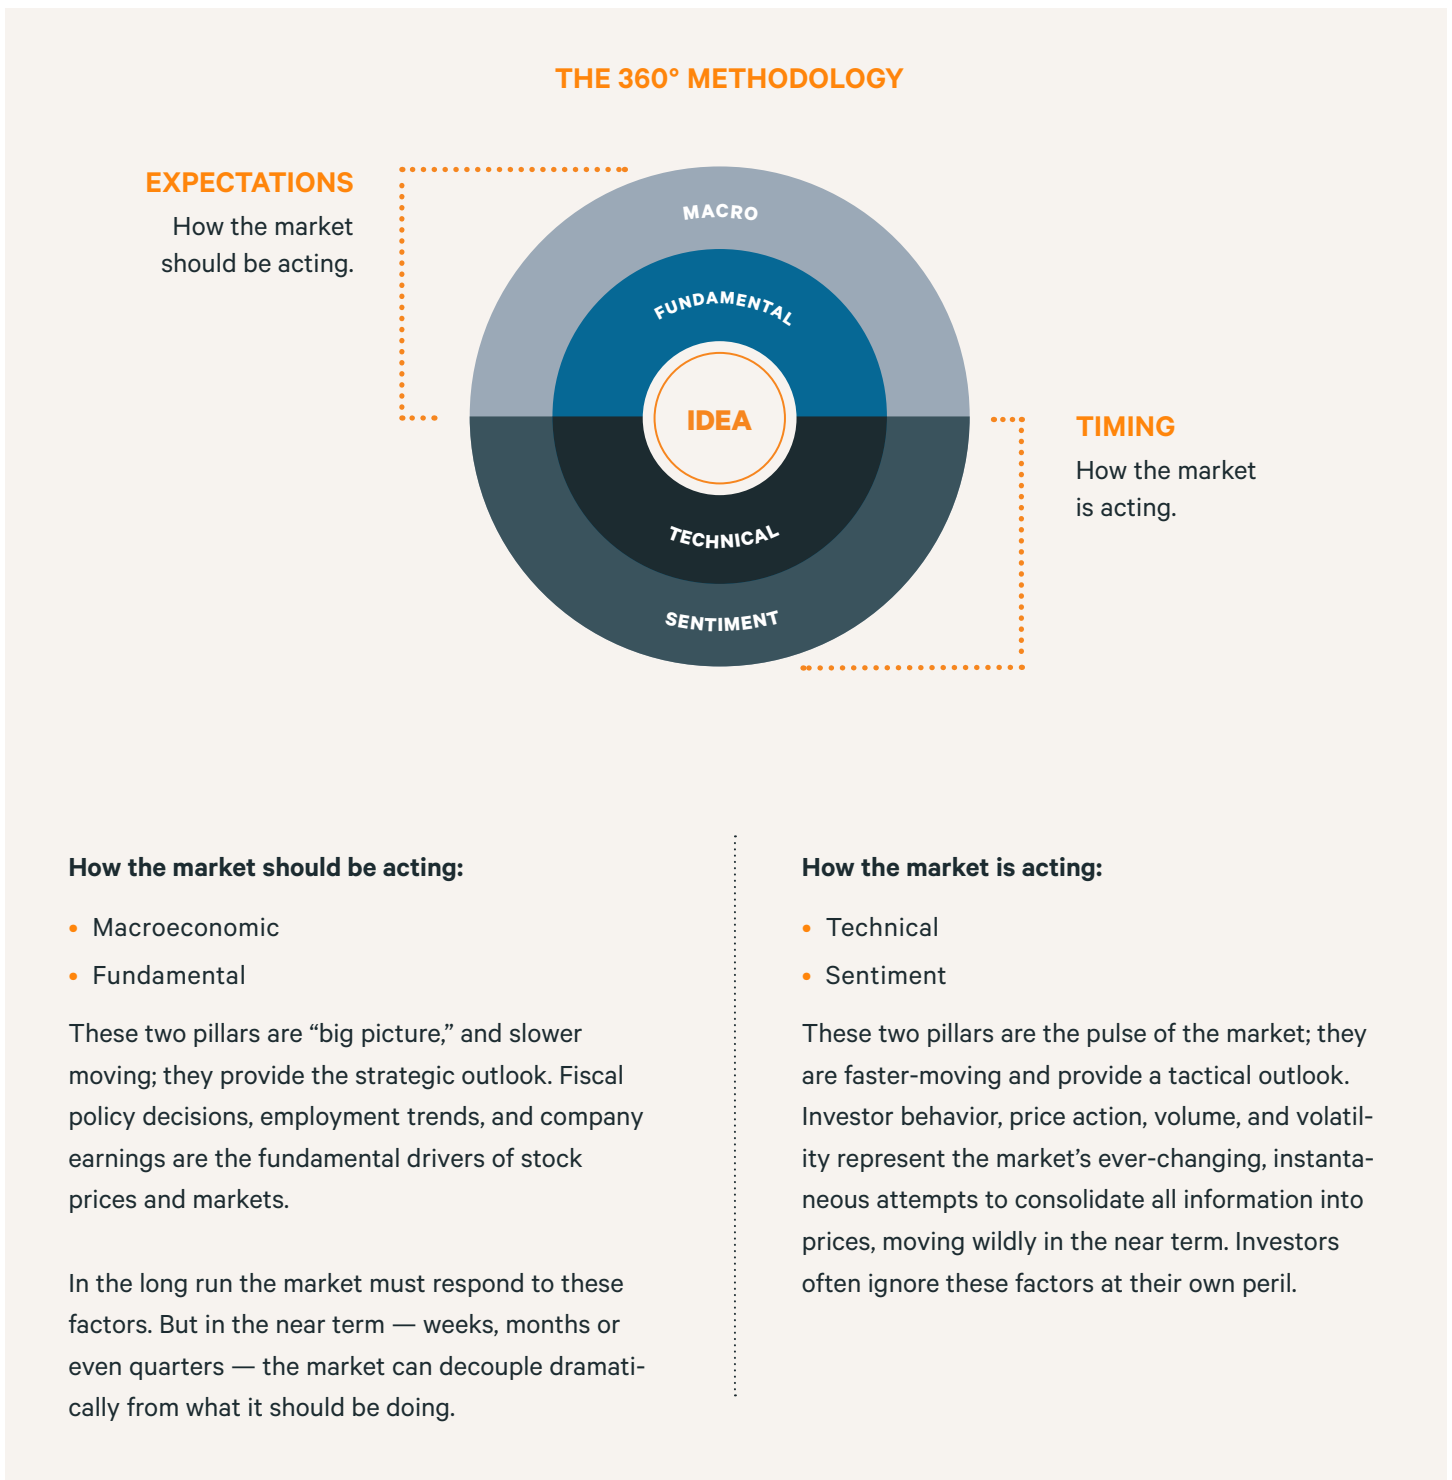 THE 360° METHODOLOGY
EXPECTATIONS
How the market
should be acting.
MACRO
FUNDAMENTAL
IDEA
TECHNICAL
SENTIMENT
TIMING
How the market
is acting.
How the market should be acting:
• Macroeconomic
• Fundamental
These two pillars are “big picture,” and slower
moving; they provide the strategic outlook. Fiscal
policy decisions, employment trends, and company
earnings are the fundamental drivers of stock
prices and markets.
In the long run the market must respond to these
factors. But in the near term — weeks, months or
even quarters — the market can decouple dramati-
cally from what it should be doing.
How the market is acting:
• Technical
• Sentiment
These two pillars are the pulse of the market; they
are faster-moving and provide a tactical outlook.
Investor behavior, price action, volume, and volatil-
ity represent the market’s ever-changing, instanta-
neous attempts to consolidate all information into
prices, moving wildly in the near term. Investors
often ignore these factors at their own peril.